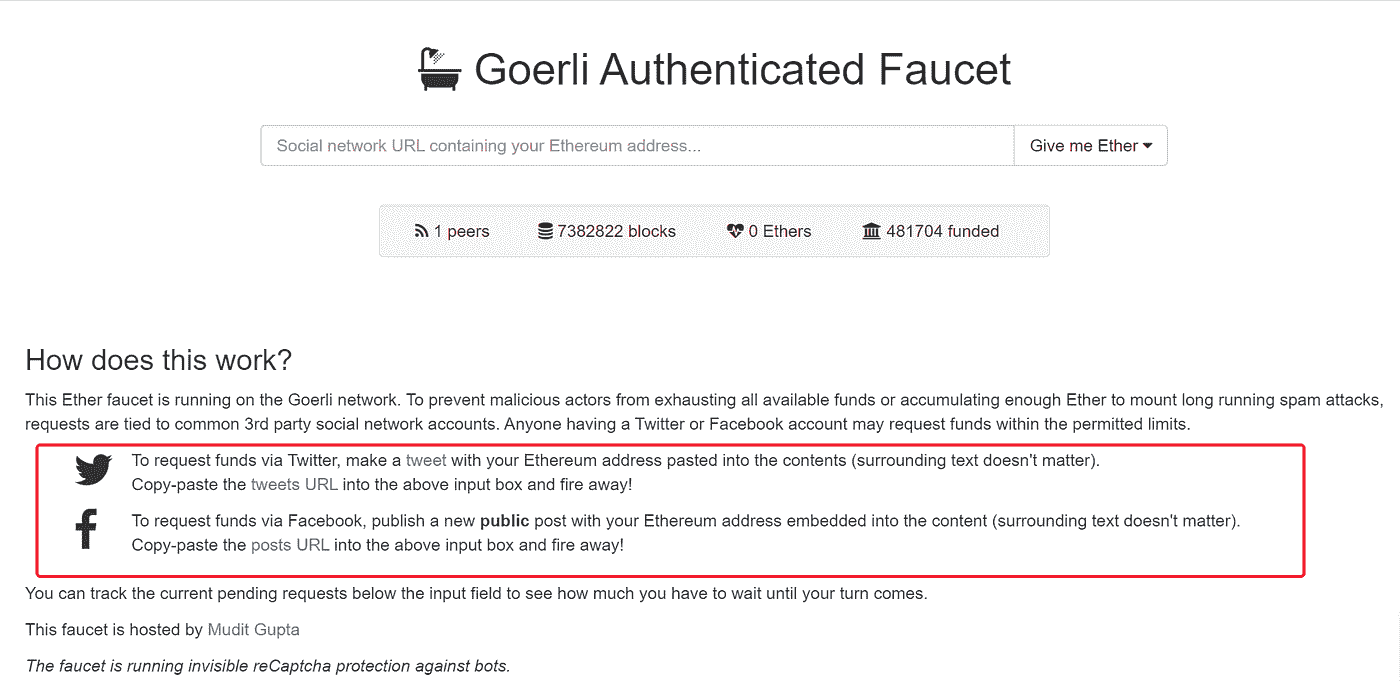 Goerli Authenticated Faucet
Social network URL containing your Ethereum address...
Give me Ether
1 peers 7382822 blocks 0 Ethers 481704 funded
How does this work?
This Ether faucet is running on the Goerli network. To prevent malicious actors from exhausting all available funds or accumulating enough Ether to mount long running spam attacks,
requests are tied to common 3rd party social network accounts. Anyone having a Twitter or Facebook account may request funds within the permitted limits.
To request funds via Twitter, make a tweet with your Ethereum address pasted into the contents (surrounding text doesn't matter).
Copy-paste the tweets URL into the above input box and fire away!
To request funds via Facebook, publish a new public post with your Ethereum address embedded into the content (surrounding text doesn't matter).
Copy-paste the posts URL into the above input box and fire away!
You can track the current pending requests below the input field to see how much you have to wait until your turn comes.
This faucet is hosted by Mudit Gupta
The faucet is running invisible reCaptcha protection against bots.